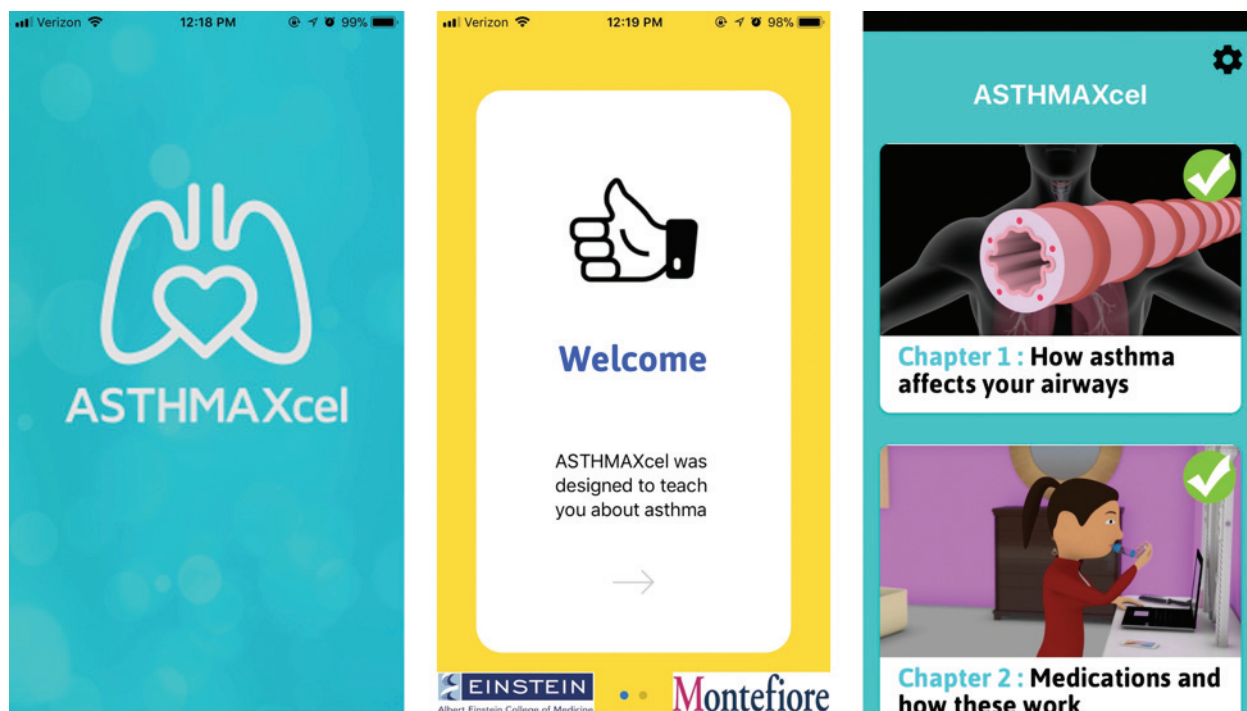 Verizon 12:18 PM 99%
ASTHMAXcel
Verizon 12:19 PM 98%
Welcome
ASTHMAXcel was
designed to teach
you about asthma
EINSTEIN
Albert Einstein College of Medicine
Montefiore
ASTHMAXcel
Chapter 1 : How asthma
affects your airways
Chapter 2 : Medications and
how these work